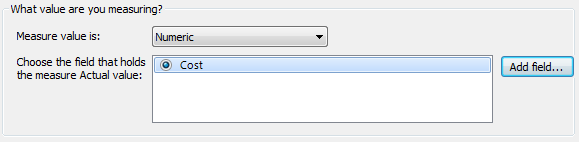 What value are you measuring?
Measure value is:
Numeric
Choose the field that holds
the measure Actual value:
Cost
Add field...